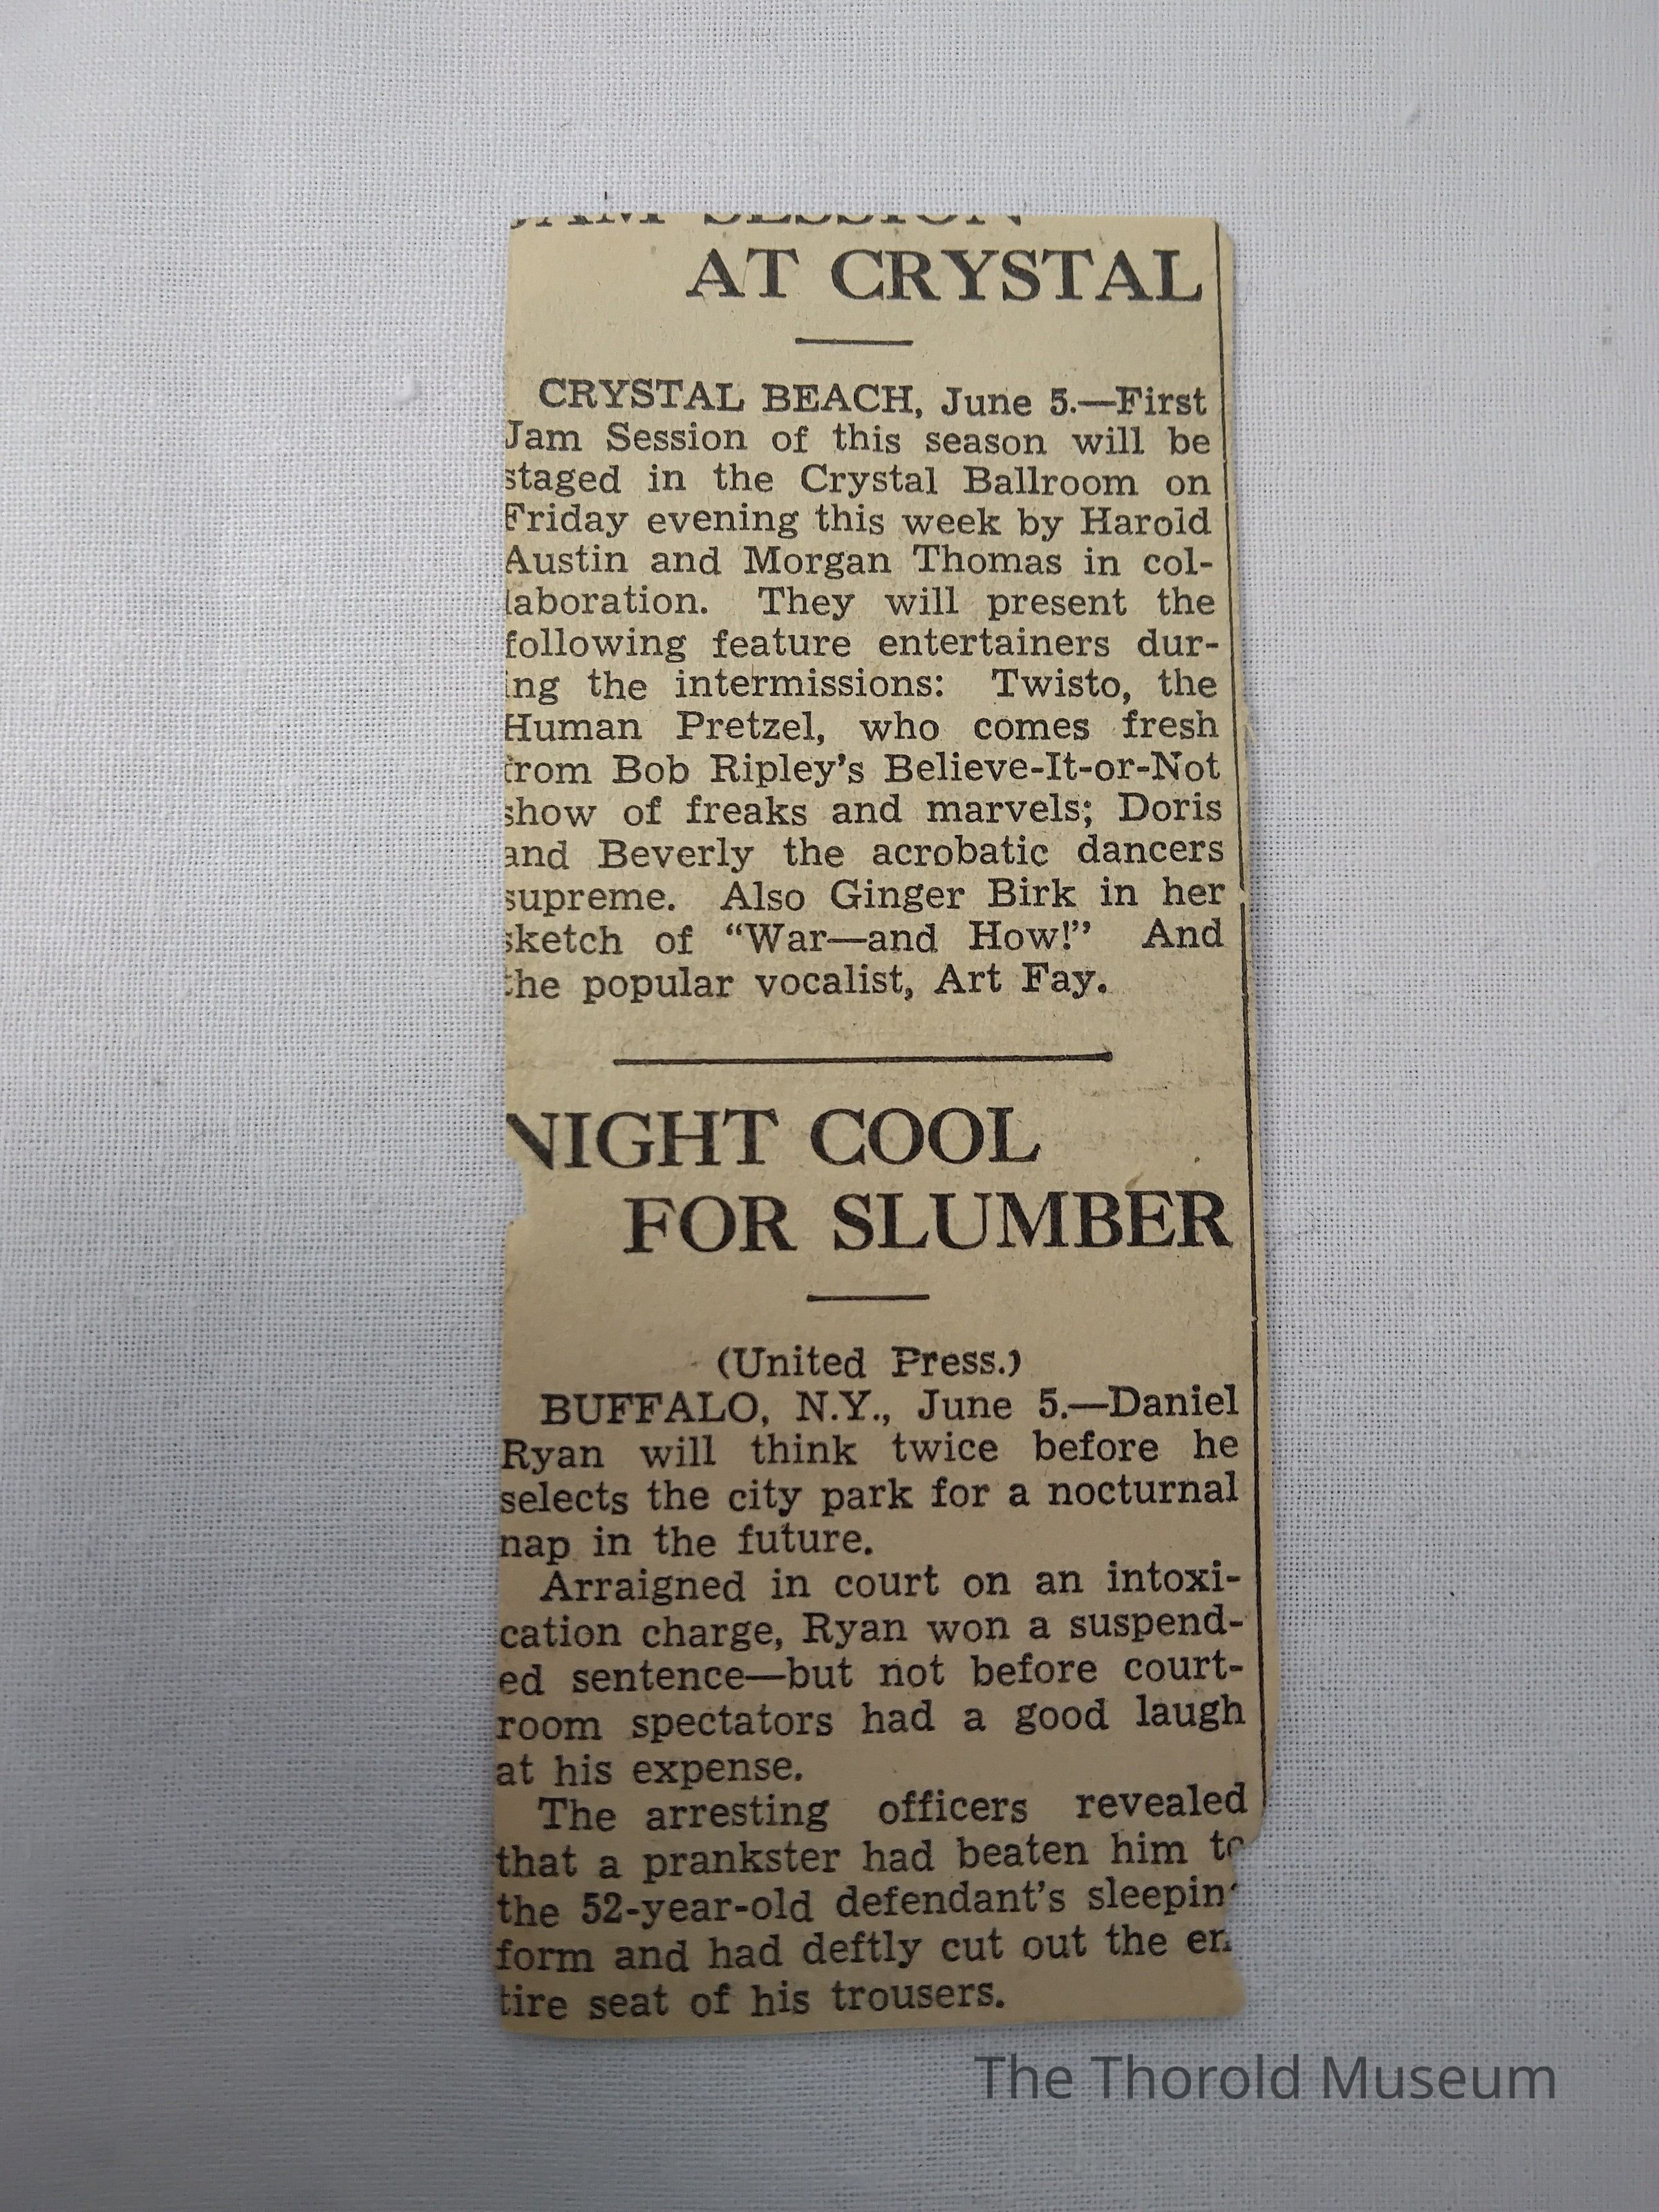 JAM SESSION
AT CRYSTAL
CRYSTAL BEACH, June 5.—First
Jam Session of this season will be
staged in the Crystal Ballroom on
Friday evening this week by Harold
Austin and Morgan Thomas in col-
laboration. They will present the
following feature entertainers dur-
ing the intermissions: Twisto, the
Human Pretzel, who comes fresh
from Bob Ripley's Believe-It-or-Not
show of freaks and marvels; Doris
and Beverly the acrobatic dancers
supreme. Also Ginger Birk in her
sketch of "War—and How!" And
the popular vocalist, Art Fay.
NIGHT COOL
FOR SLUMBER
(United Press.)
BUFFALO, N.Y., June 5.—Daniel
Ryan will think twice before he
selects the city park for a nocturnal
nap in the future.
Arraigned in court on an intoxi-
cation charge, Ryan won a suspend-
ed sentence—but not before court-
room spectators had a good laugh
at his expense.
The arresting officers revealed
that a prankster had beaten him to
the 52-year-old defendant's sleepin
form and had deftly cut out the en
tire seat of his trousers.
The Thorold Museum